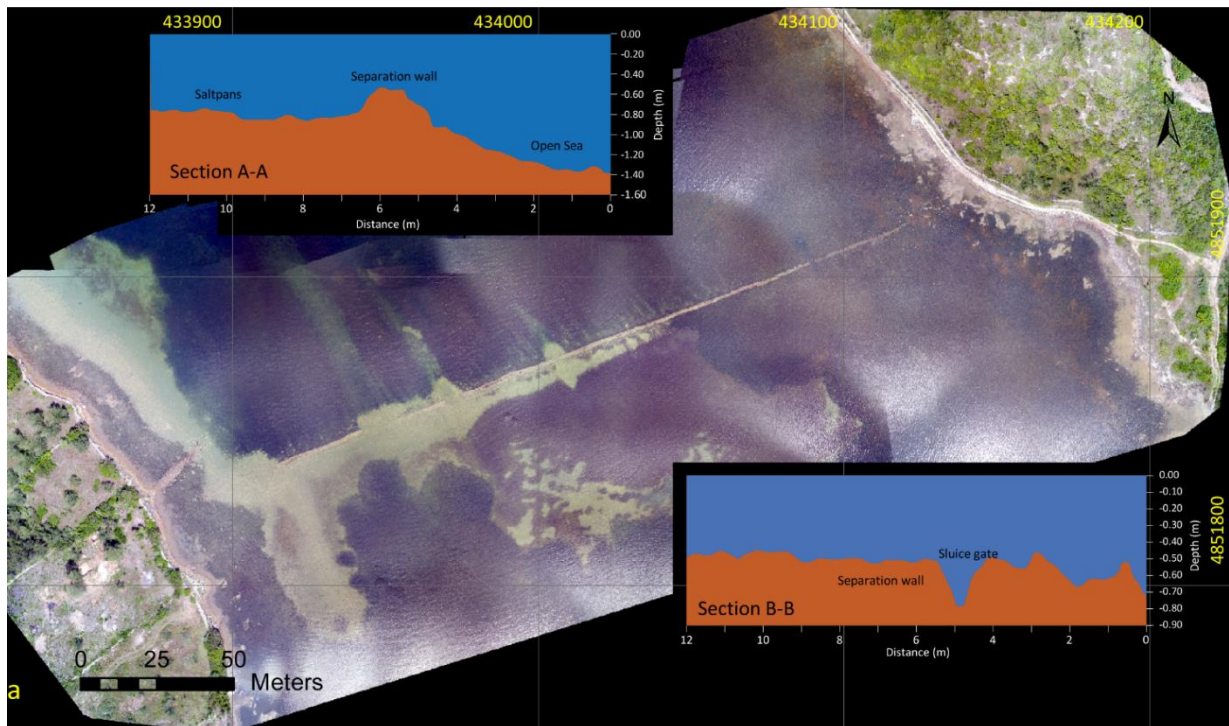 433900 434000 434100 434200
0.00
-0.20
-0.40
-0.60
-0.80
-1.00
-1.20
-1.40
-1.60
Depth (m)
Separation wall
Saltpans
Open Sea
Section A-A
12 10 8 6 4 2 0
Distance (m)
N
4851900
0.00
-0.10
-0.20
-0.30
-0.40
-0.50
-0.60
-0.70
-0.80
-0.90
Depth (m)
4851800
Sluice gate
Separation wall
Section B-B
12 10 8 6 4 2 0
Distance (m)
0 25 50
Meters
a